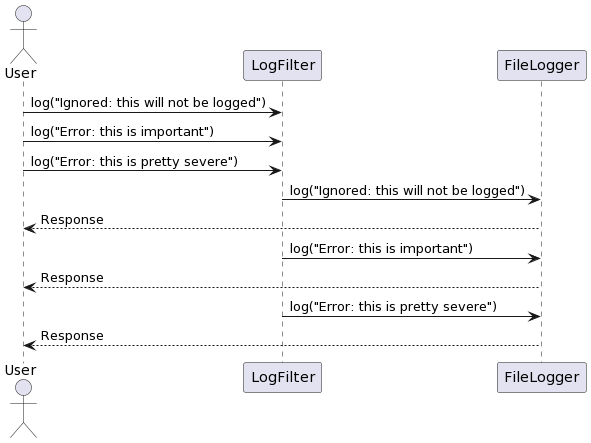 User
LogFilter
FileLogger
log("Ignored: this will not be logged")
log("Error: this is important")
log("Error: this is pretty severe")
log("Ignored: this will not be logged")
Response
log("Error: this is important")
Response
log("Error: this is pretty severe")
Response
User
LogFilter
FileLogger